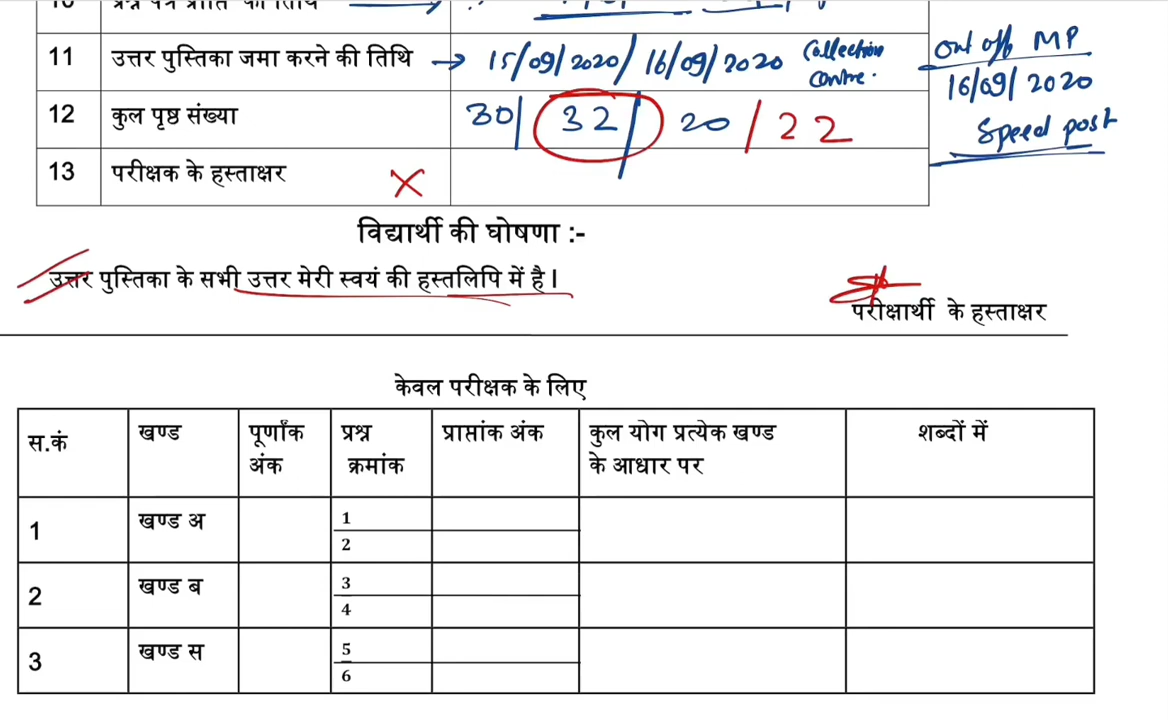 11 उत्तर पुस्तिका जमा करने की तिथि → 15/09/2020/ 16/09/2020 Collection Centre.
Out off MP
16/09/2020
Speed post
12 कुल पृष्ठ संख्या 30/ 32/ 20 / 22
13 परीक्षक के हस्ताक्षर X
विद्यार्थी की घोषणा :-
उत्तर पुस्तिका के सभी उत्तर मेरी स्वयं की हस्तलिपि में है।
परीक्षार्थी के हस्ताक्षर
केवल परीक्षक के लिए
स.कं खण्ड पूर्णांक अंक प्रश्न क्रमांक प्राप्तांक अंक कुल योग प्रत्येक खण्ड के आधार पर शब्दों में
1 खण्ड अ 1
2
2 खण्ड ब 3
4
3 खण्ड स 5
6